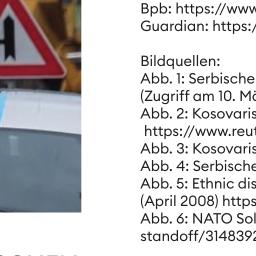 Bpb: https://www
Guardian: https:/
Bildquellen:
Abb. 1: Serbische
(Zugriff am 10. Mä
Abb. 2: Kosovaris
https://www.reut
Abb. 3: Kosovaris
Abb. 4: Serbische
Abb. 5: Ethnic dis
(April 2008) https
Abb. 6: NATO Sol
standoff/3148392